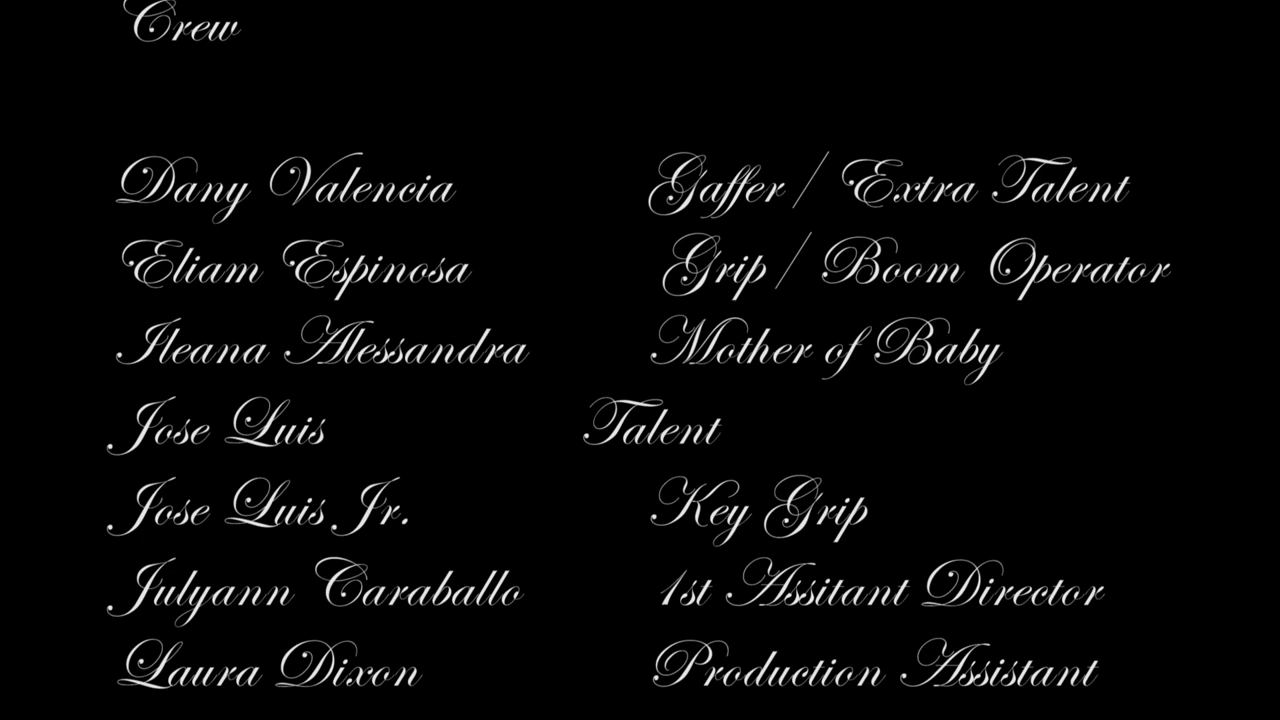 Crew
Dany Valencia Gaffer / Extra Talent
Eliam Espinosa Grip / Boom Operator
Ileana Alessandra Mother of Baby
Jose Luis Talent
Jose Luis Jr. Key Grip
Julyann Caraballo 1st Assitant Director
Laura Dixon Production Assistant